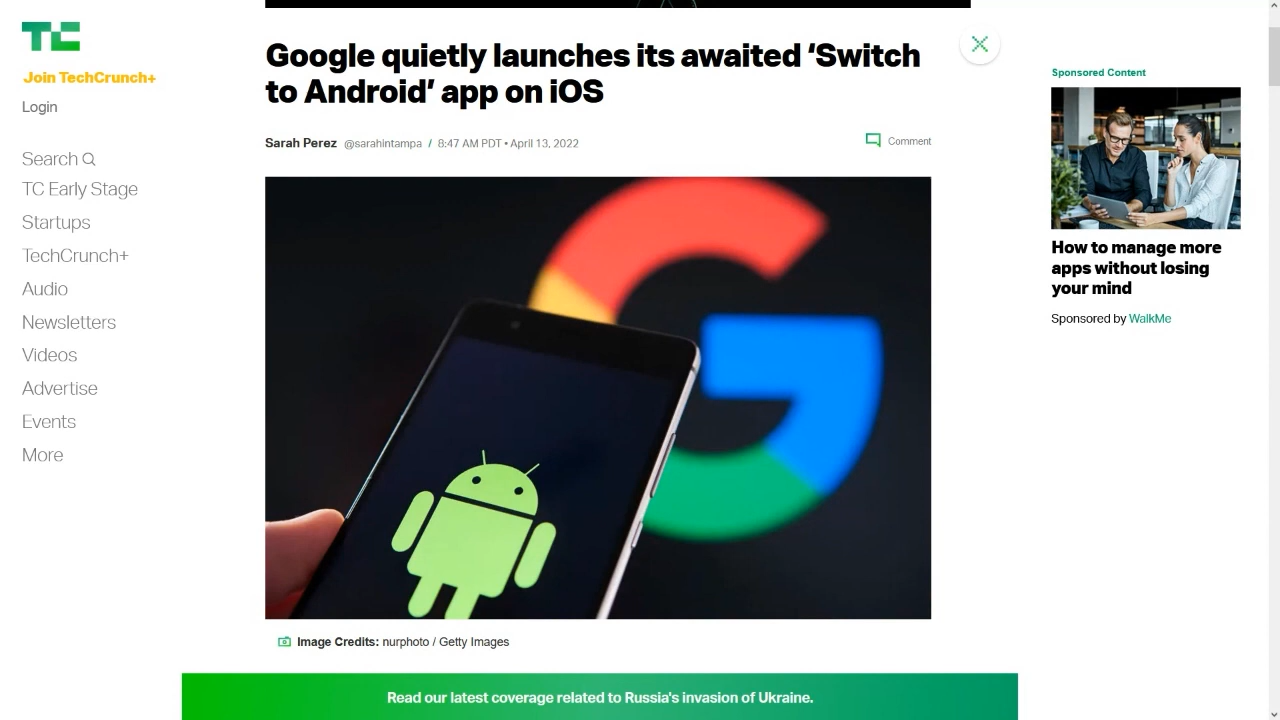 TC
Join TechCrunch+
Login
Search
TC Early Stage
Startups
TechCrunch+
Audio
Newsletters
Videos
Advertise
Events
More
Google quietly launches its awaited ‘Switch
to Android’ app on iOS
Sarah Perez @sarahintampa / 8:47 AM PDT • April 13, 2022
Comment
Image Credits: nurphoto / Getty Images
Read our latest coverage related to Russia's invasion of Ukraine.
Sponsored Content
How to manage more
apps without losing
your mind
Sponsored by WalkMe